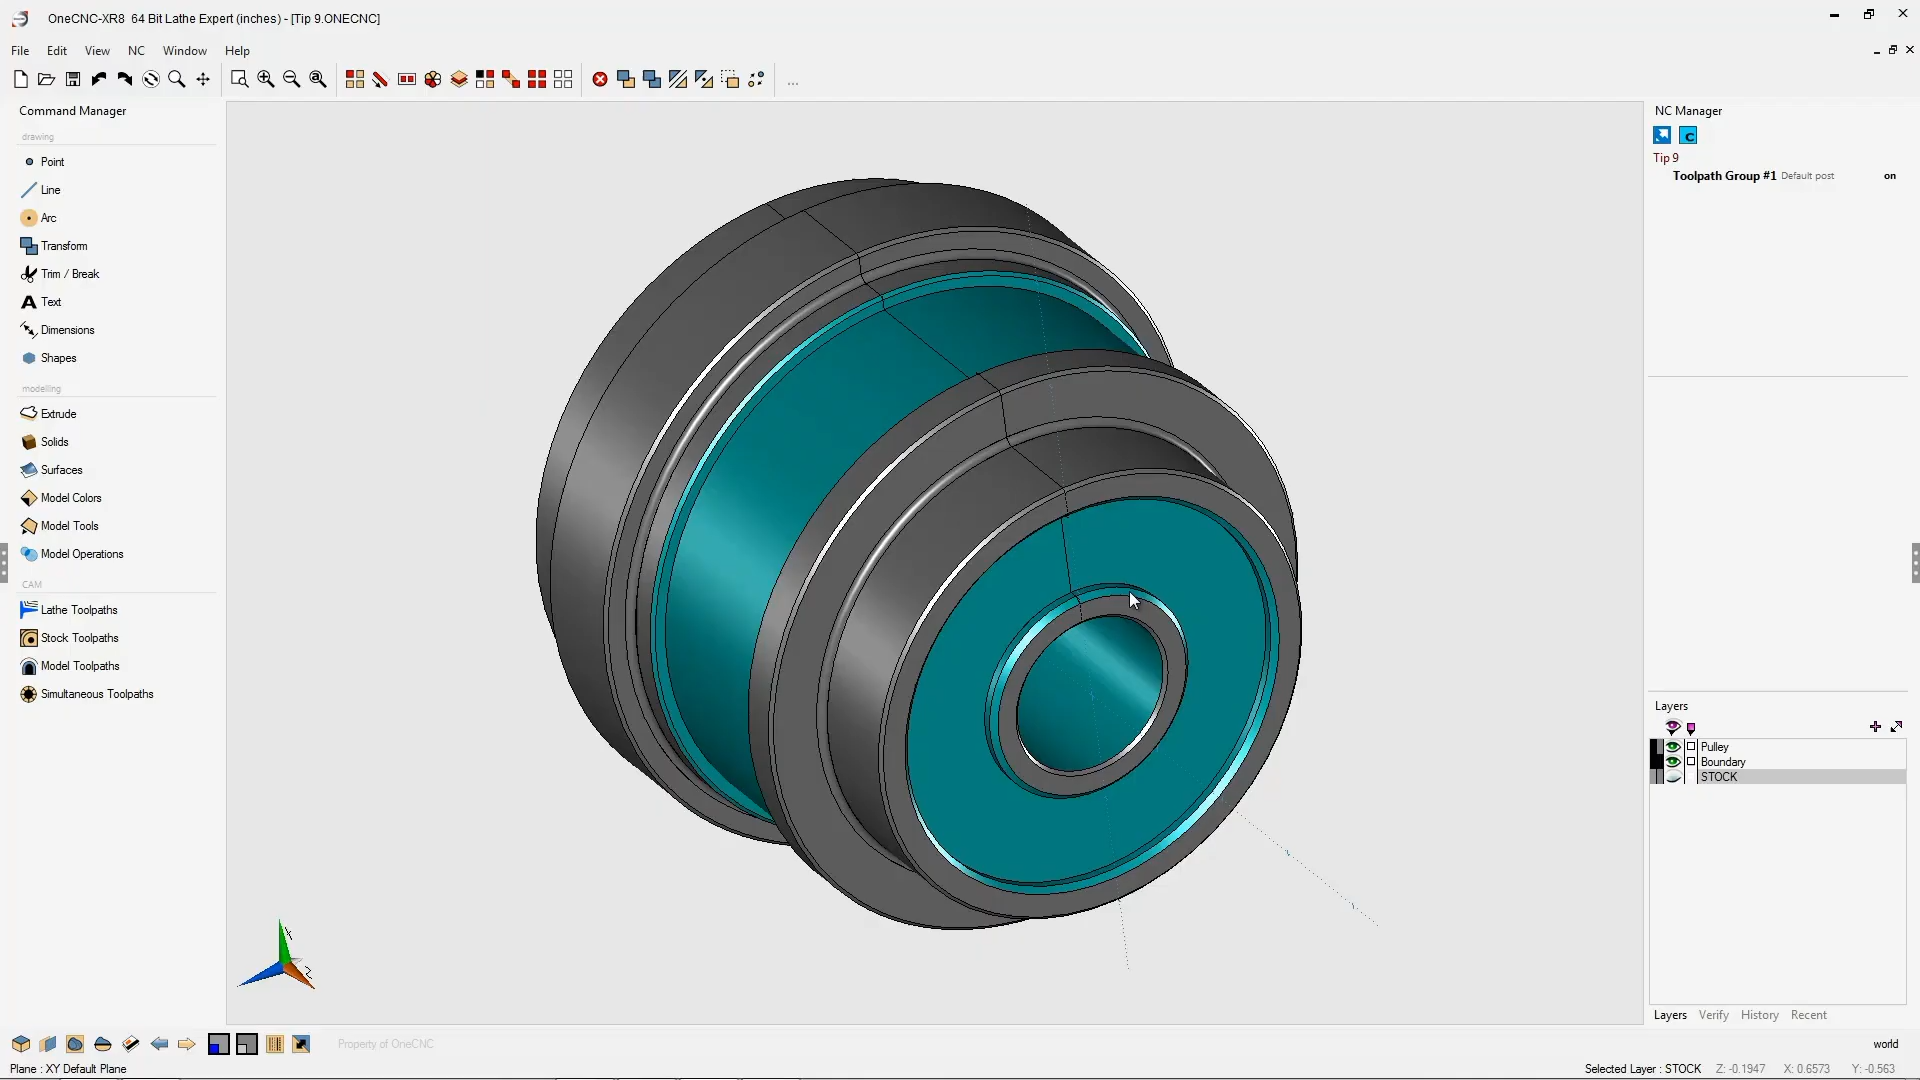 OneCNC-XR8 64 Bit Lathe Expert (inches) - [Tip 9.ONECNC]
File Edit View NC Window Help
...
Command Manager
drawing
Point
Line
Arc
Transform
Trim / Break
Text
Dimensions
Shapes
modelling
Extrude
Solids
Surfaces
Model Colors
Model Tools
Model Operations
CAM
Lathe Toolpaths
Stock Toolpaths
Model Toolpaths
Simultaneous Toolpaths
NC Manager
Tip 9
Toolpath Group #1 Default post on
Layers
Pulley
Boundary
STOCK
Layers Verify History Recent
Property of OneCNC
world
Plane : XY Default Plane
Selected Layer : STOCK Z: -0.1947 X: 0.6573 Y: -0.563